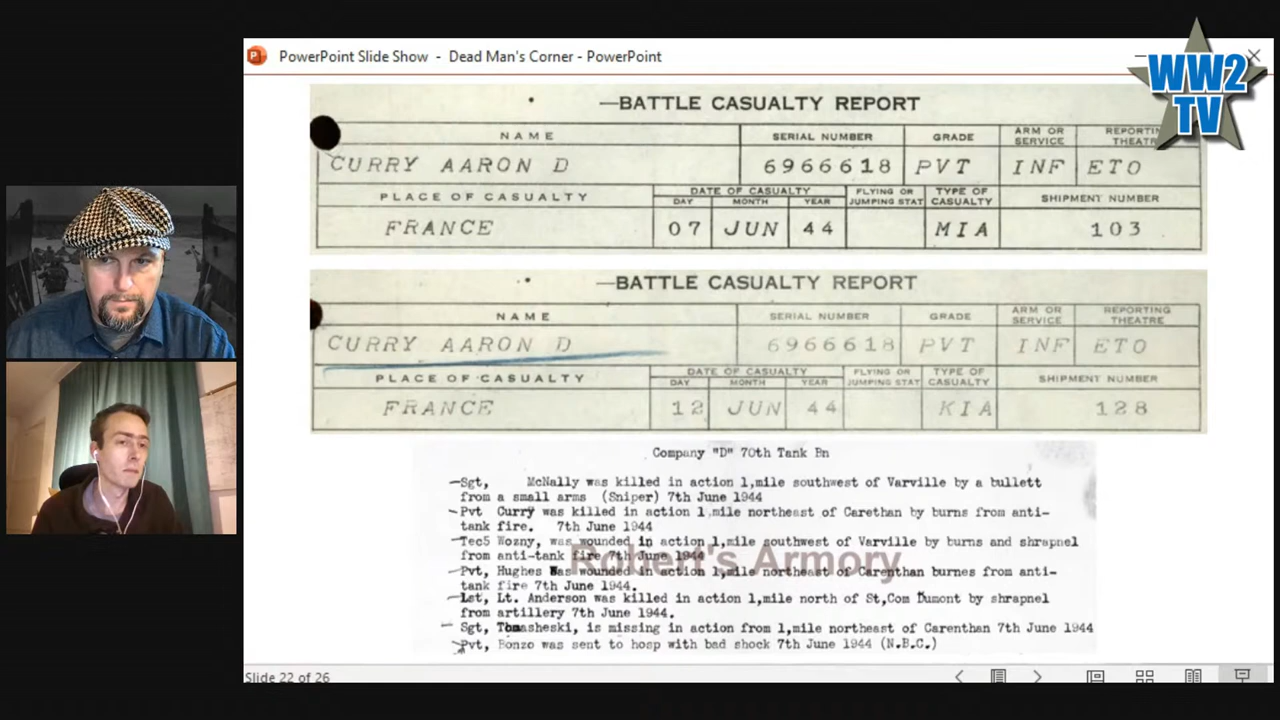 PowerPoint Slide Show - Dead Man's Corner - PowerPoint
WW2
TV
—BATTLE CASUALTY REPORT
NAME SERIAL NUMBER GRADE ARM OR SERVICE REPORTIN THEATRE
CURRY AARON D 6966618 PVT INF ETO
PLACE OF CASUALTY DATE OF CASUALTY DAY MONTH YEAR FLYING OR JUMPING STAT TYPE OF CASUALTY SHIPMENT NUMBER
FRANCE 07 JUN 44 MIA 103
—BATTLE CASUALTY REPORT
NAME SERIAL NUMBER GRADE ARM OR SERVICE REPORTING THEATRE
CURRY AARON D 6966618 PVT INF ETO
PLACE OF CASUALTY DATE OF CASUALTY DAY MONTH YEAR FLYING OR JUMPING STAT TYPE OF CASUALTY SHIPMENT NUMBER
FRANCE 12 JUN 44 KIA 128
Company "D" 70th Tank Bn
—Sgt, McNally was killed in action 1,mile southwest of Varville by a bullett
from a small arms (Sniper) 7th June 1944
—Pvt Curry was killed in action 1,mile northeast of Carethan by burns from anti-
tank fire. 7th June 1944
—Tec5 Wozny, was wounded in action 1,mile southwest of Varville by burns and shrapnel
from anti-tank fire 7th June 1944
—Pvt, Hughes was wounded in action 1,mile northeast of Carenthan burnes from anti-
tank fire 7th June 1944.
—Lst, Lt. Anderson was killed in action 1,mile north of St,Com Dumont by shrapnel
from artillery 7th June 1944.
— Sgt, Tomasheski, is missing in action from 1,mile northeast of Carenthan 7th June 1944
—Pvt, Bonzo was sent to hosp with bad shock 7th June 1944 (N.B.C.)
Robert's Armory
Slide 22 of 26